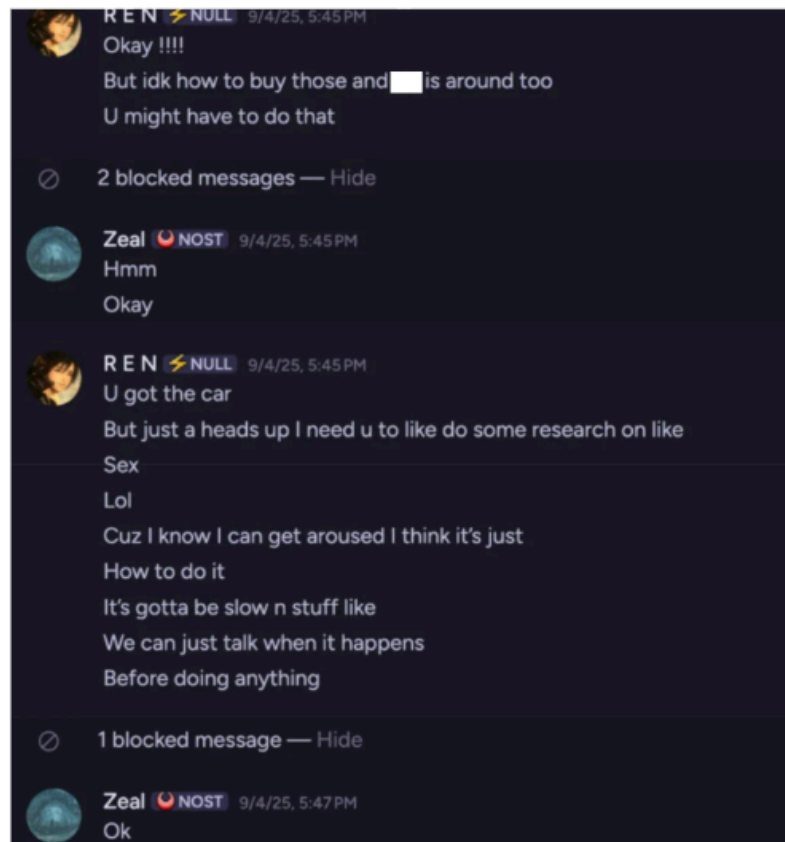 R E N ⚡NULL 9/4/25, 5:45 PM
Okay !!!!
But idk how to buy those and is around too
U might have to do that
2 blocked messages — Hide
Zeal NOST 9/4/25, 5:45 PM
Hmm
Okay
R E N ⚡NULL 9/4/25, 5:45 PM
U got the car
But just a heads up I need u to like do some research on like
Sex
Lol
Cuz I know I can get aroused I think it’s just
How to do it
It’s gotta be slow n stuff like
We can just talk when it happens
Before doing anything
1 blocked message — Hide
Zeal NOST 9/4/25, 5:47 PM
Ok